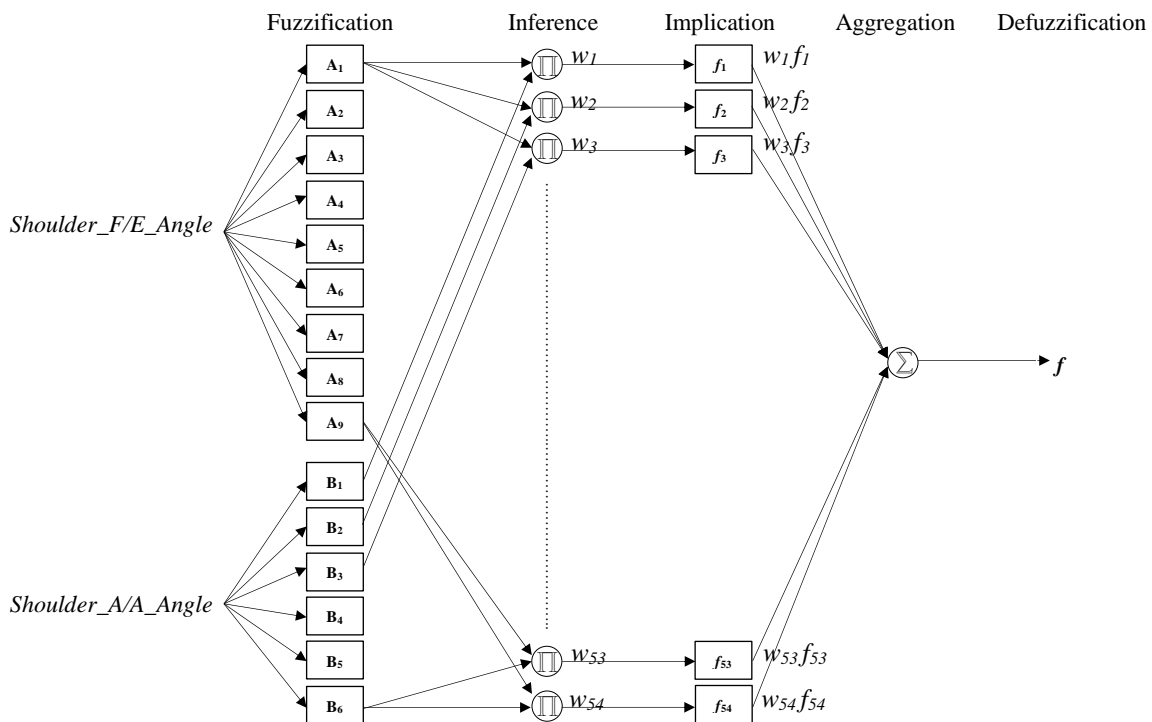 Fuzzification Inference Implication Aggregation Defuzzification
A₁ ∏ w₁ f₁ w₁f₁
A₂ ∏ w₂ f₂ w₂f₂
A₃ ∏ w₃ f₃ w₃f₃
A₄
Shoulder_F/E_Angle
A₅
A₆
A₇
∑ f
A₈
A₉
B₁
B₂
B₃
Shoulder_A/A_Angle
B₄
B₅ ∏ w₅₃ f₅₃ w₅₃f₅₃
B₆ ∏ w₅₄ f₅₄ w₅₄f₅₄